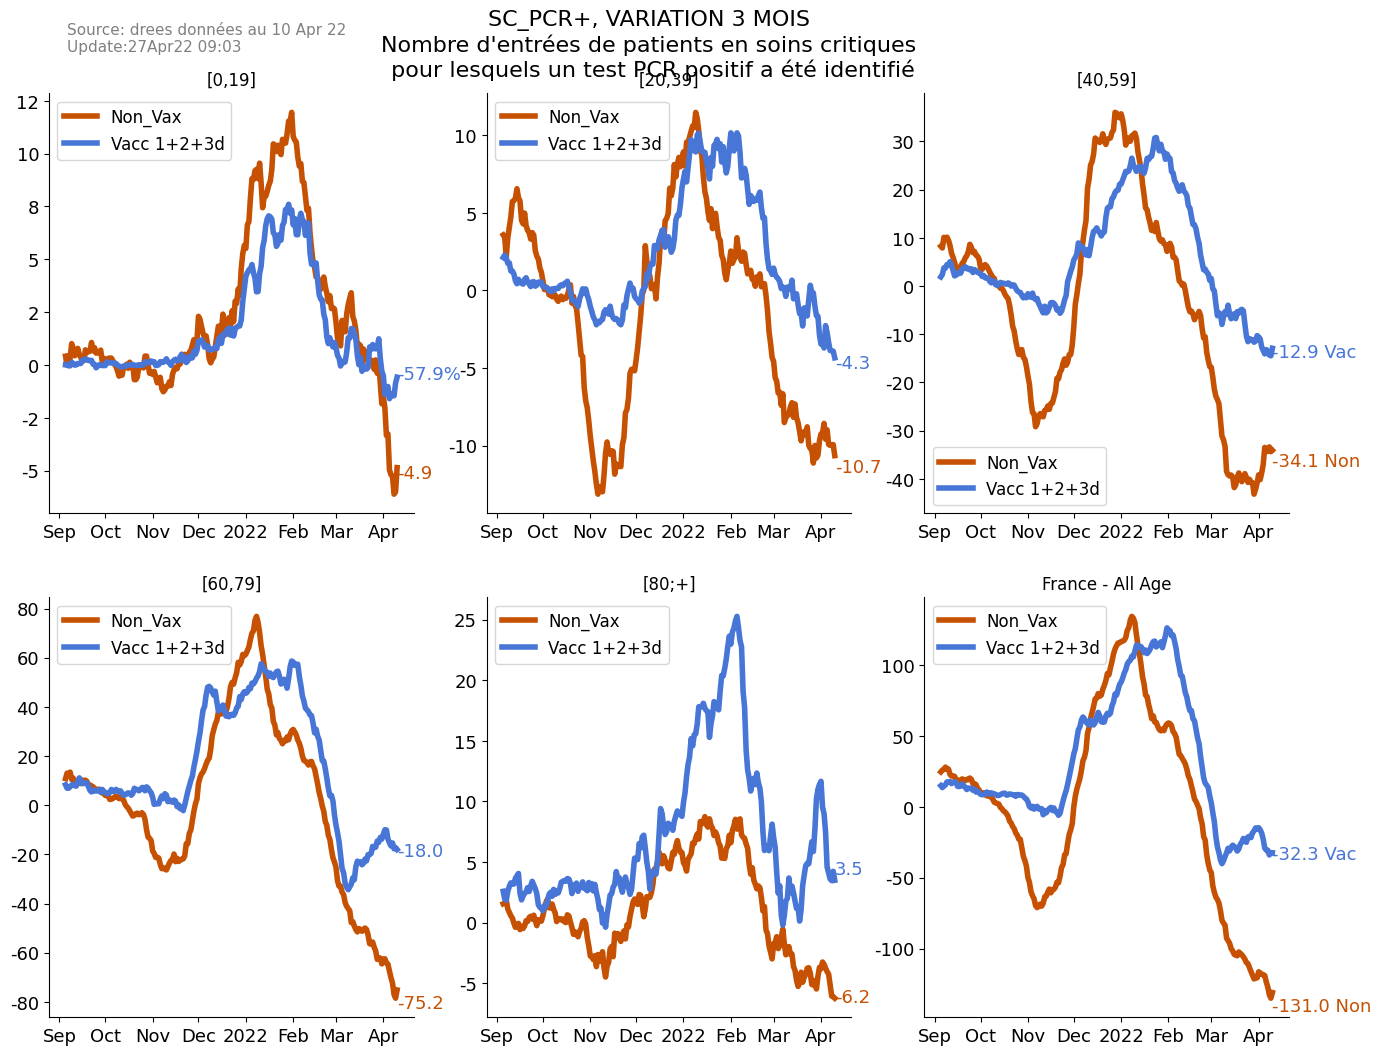 Source: drees données au 10 Apr 22
Update:27Apr22 09:03
SC_PCR+, VARIATION 3 MOIS
Nombre d'entrées de patients en soins critiques
pour lesquels un test PCR positif a été identifié
[0,19]
Non_Vax
Vacc 1+2+3d
12
10
8
5
2
0
-2
-5
-57.9%
-4.9
Sep Oct Nov Dec 2022 Feb Mar Apr
[20,39]
Non_Vax
Vacc 1+2+3d
10
5
0
-5
-10
-4.3
-10.7
Sep Oct Nov Dec 2022 Feb Mar Apr
[40,59]
30
20
10
0
-10
-20
-30
-40
-12.9 Vac
-34.1 Non
Non_Vax
Vacc 1+2+3d
Sep Oct Nov Dec 2022 Feb Mar Apr
[60,79]
Non_Vax
Vacc 1+2+3d
80
60
40
20
0
-20
-40
-60
-80
-18.0
-75.2
Sep Oct Nov Dec 2022 Feb Mar Apr
[80;+]
Non_Vax
Vacc 1+2+3d
25
20
15
10
5
0
-5
3.5
-6.2
Sep Oct Nov Dec 2022 Feb Mar Apr
France - All Age
Non_Vax
Vacc 1+2+3d
100
50
0
-50
-100
-32.3 Vac
-131.0 Non
Sep Oct Nov Dec 2022 Feb Mar Apr